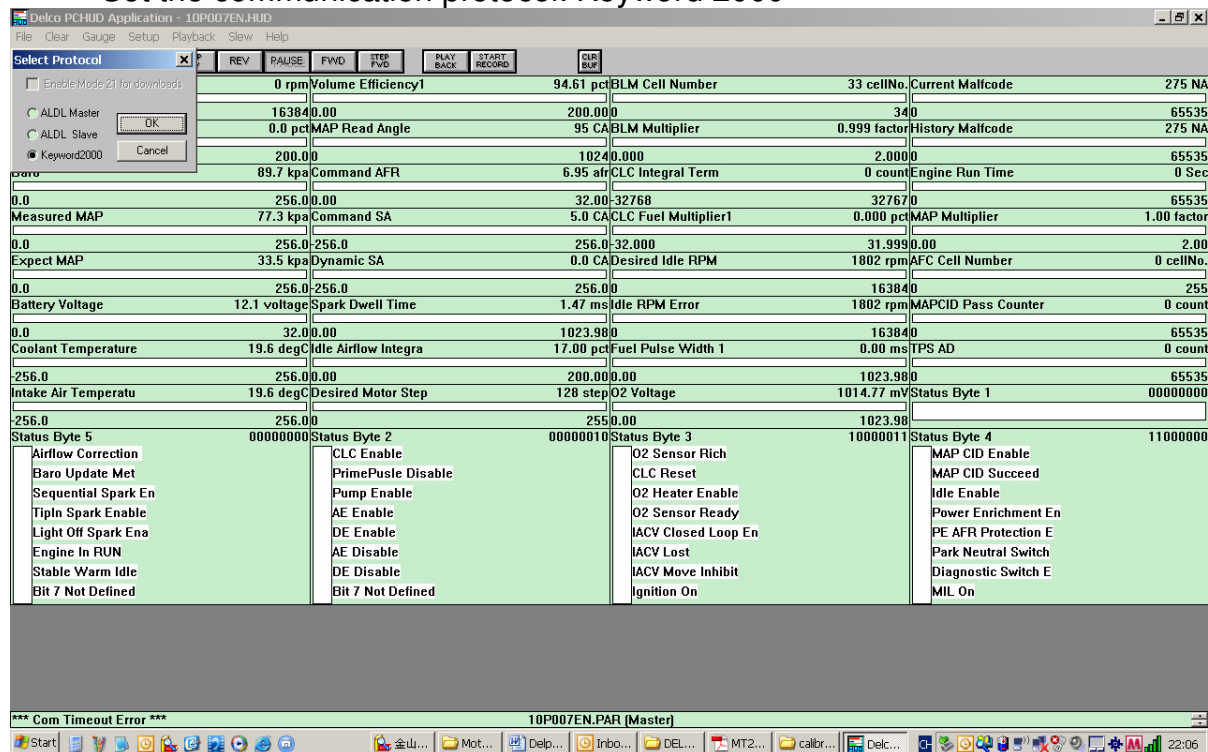 Set the communication protocol: Keyword 2000
Delco PCHUD Application - 10P007EN.HUD
File Clear Gauge Setup Playback Slew Help
REV PAUSE FWD STEP FWD PLAY BACK START RECORD CLR BUF
Select Protocol
Enable Mode 21 for downloads
ALDL Master
ALDL Slave
Keyword2000
OK
Cancel
0 rpm Volume Efficiency1 94.61 pct BLM Cell Number 33 cellNo. Current Malfcode 275 NA
16384 0.00 200.00 0 34 0 65535
0.0 pct MAP Read Angle 95 CA BLM Multiplier 0.999 factor History Malfcode 275 NA
200.0 0 1024 0.000 2.000 0 65535
Baro 89.7 kpa Command AFR 6.95 afr CLC Integral Term 0 count Engine Run Time 0 Sec
0.0 256.0 0.00 32.00 -32768 32767 0 65535
Measured MAP 77.3 kpa Command SA 5.0 CA CLC Fuel Multiplier1 0.000 pct MAP Multiplier 1.00 factor
0.0 256.0 -256.0 256.0 -32.000 31.999 0.00 2.00
Expect MAP 33.5 kpa Dynamic SA 0.0 CA Desired Idle RPM 1802 rpm AFC Cell Number 0 cellNo.
0.0 256.0 -256.0 256.0 0 16384 0 255
Battery Voltage 12.1 voltage Spark Dwell Time 1.47 ms Idle RPM Error 1802 rpm MAPCID Pass Counter 0 count
0.0 32.0 0.00 1023.98 0 16384 0 65535
Coolant Temperature 19.6 degC Idle Airflow Integra 17.00 pct Fuel Pulse Width 1 0.00 ms TPS AD 0 count
-256.0 256.0 0.00 200.00 0.00 1023.98 0 65535
Intake Air Temperatu 19.6 degC Desired Motor Step 128 step O2 Voltage 1014.77 mV Status Byte 1 00000000
-256.0 256.0 0 255 0.00 1023.98
Status Byte 5 00000000 Status Byte 2 00000010 Status Byte 3 10000011 Status Byte 4 11000000
Airflow Correction CLC Enable O2 Sensor Rich MAP CID Enable
Baro Update Met PrimePusle Disable CLC Reset MAP CID Succeed
Sequential Spark En Pump Enable O2 Heater Enable Idle Enable
TipIn Spark Enable AE Enable O2 Sensor Ready Power Enrichment En
Light Off Spark Ena DE Enable IACV Closed Loop En PE AFR Protection E
Engine In RUN AE Disable IACV Lost Park Neutral Switch
Stable Warm Idle DE Disable IACV Move Inhibit Diagnostic Switch E
Bit 7 Not Defined Bit 7 Not Defined Ignition On MIL On
*** Com Timeout Error *** 10P007EN.PAR (Master)
Start 金山... Mot... Delp... Inbo... DEL... MT2... calibr... Delc... CH 22:06